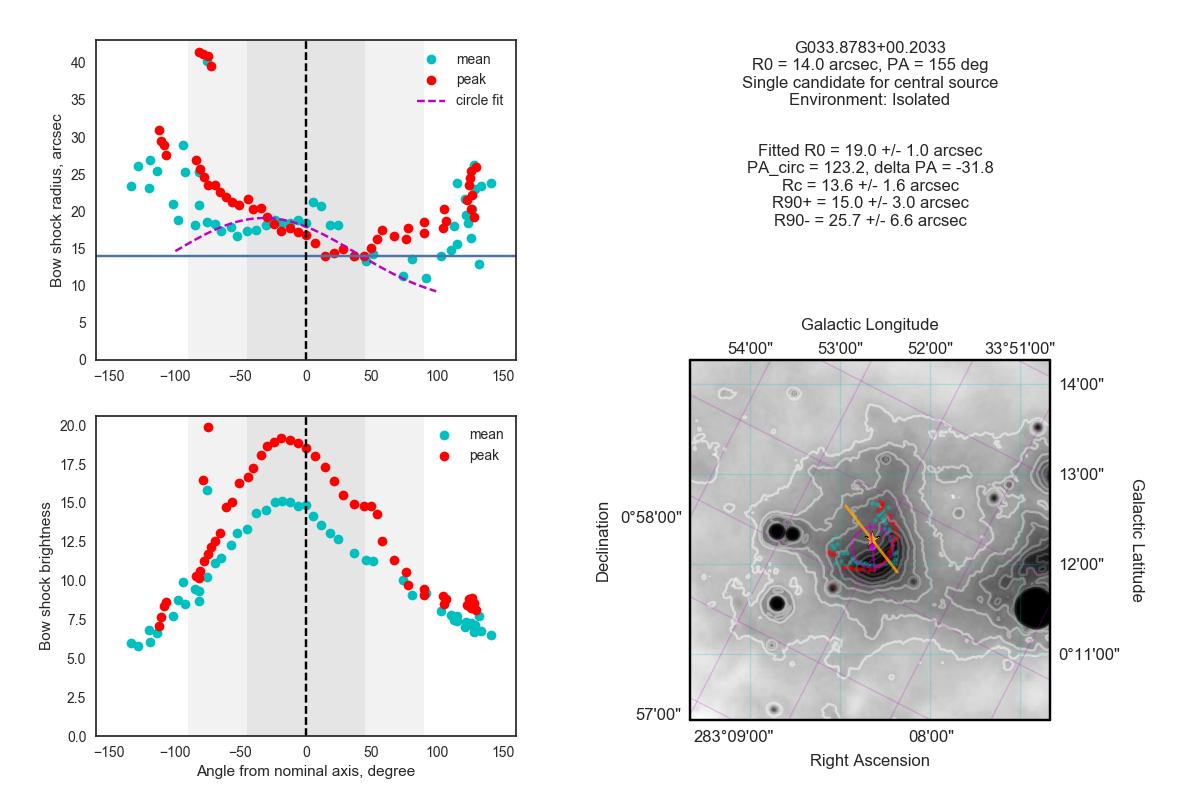 40
35
30
25
20
15
10
5
0
Bow shock radius, arcsec
mean
peak
circle fit
−150
−100
−50
0
50
100
150
20.0
17.5
15.0
12.5
10.0
7.5
5.0
2.5
0.0
Bow shock brightness
mean
peak
−150
−100
−50
0
50
100
150
Angle from nominal axis, degree
G033.8783+00.2033
R0 = 14.0 arcsec, PA = 155 deg
Single candidate for central source
Environment: Isolated
Fitted R0 = 19.0 +/- 1.0 arcsec
PA_circ = 123.2, delta PA = -31.8
Rc = 13.6 +/- 1.6 arcsec
R90+ = 15.0 +/- 3.0 arcsec
R90- = 25.7 +/- 6.6 arcsec
Galactic Longitude
54'00"
53'00"
52'00"
33°51'00"
14'00"
13'00"
12'00"
0°11'00"
Galactic Latitude
0°58'00"
57'00"
Declination
283°09'00"
08'00"
Right Ascension